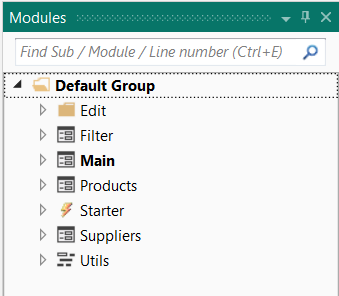 Modules
Find Sub / Module / Line number (Ctrl+E)
Default Group
Edit
Filter
Main
Products
Starter
Suppliers
Utils